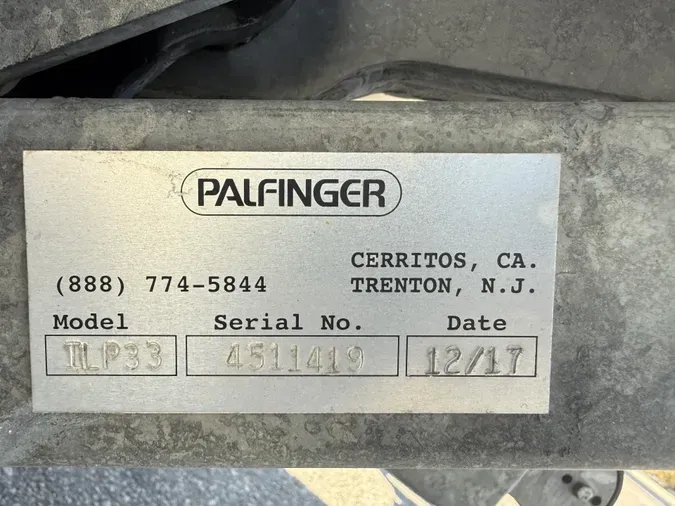 PALFINGER
CERRITOS, CA.
(888) 774-5844 TRENTON, N.J.
Model Serial No. Date
ILP33 4511419 12/17